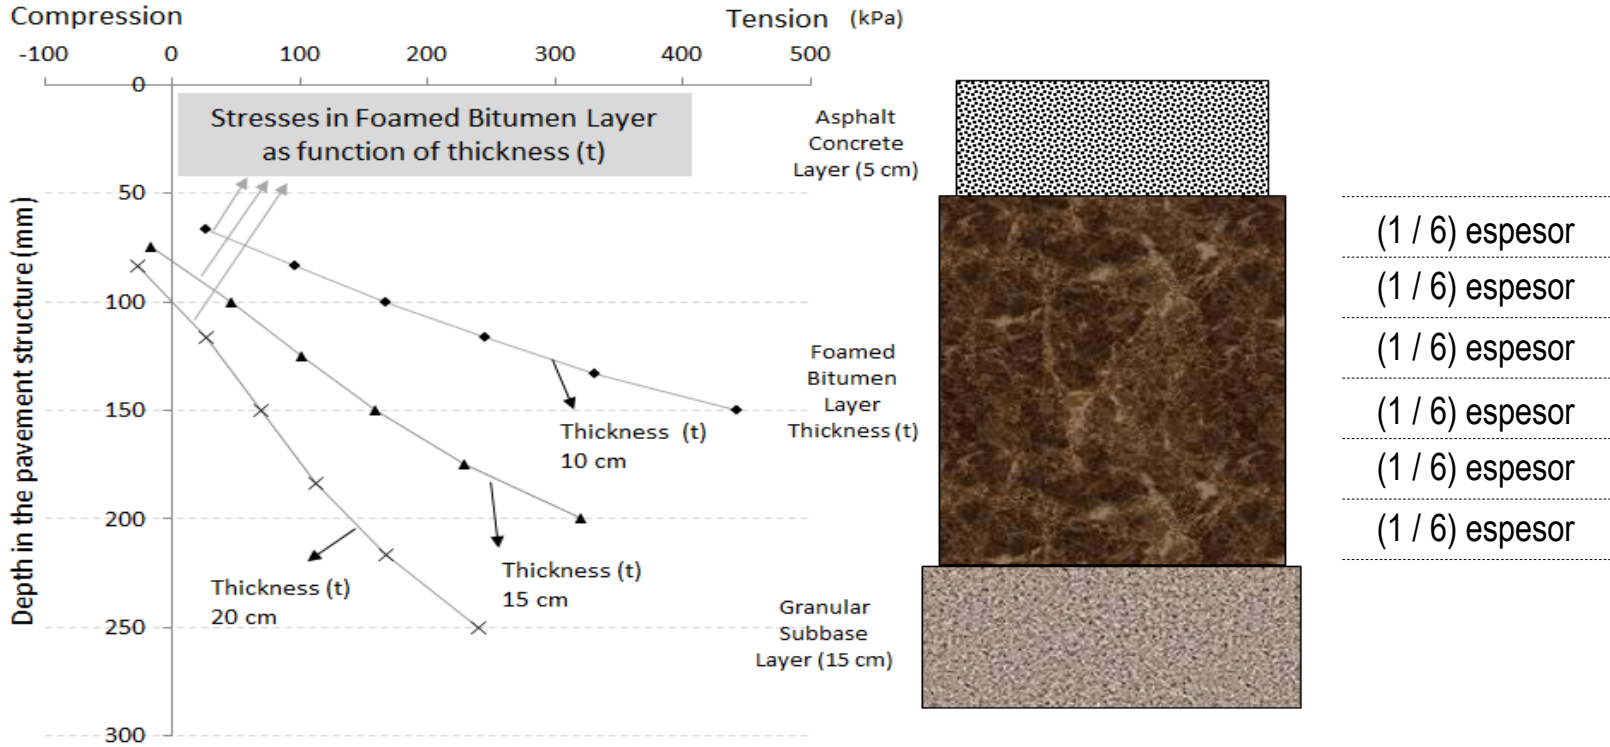 Compression
Tension (kPa)
-100 0 100 200 300 400 500
0
50
100
150
200
250
300
Depth in the pavement structure (mm)
Stresses in Foamed Bitumen Layer
as function of thickness (t)
Thickness (t)
10 cm
Thickness (t)
15 cm
Thickness (t)
20 cm
Asphalt
Concrete
Layer (5 cm)
Foamed
Bitumen
Layer
Thickness (t)
Granular
Subbase
Layer (15 cm)
(1 / 6) espesor
(1 / 6) espesor
(1 / 6) espesor
(1 / 6) espesor
(1 / 6) espesor
(1 / 6) espesor